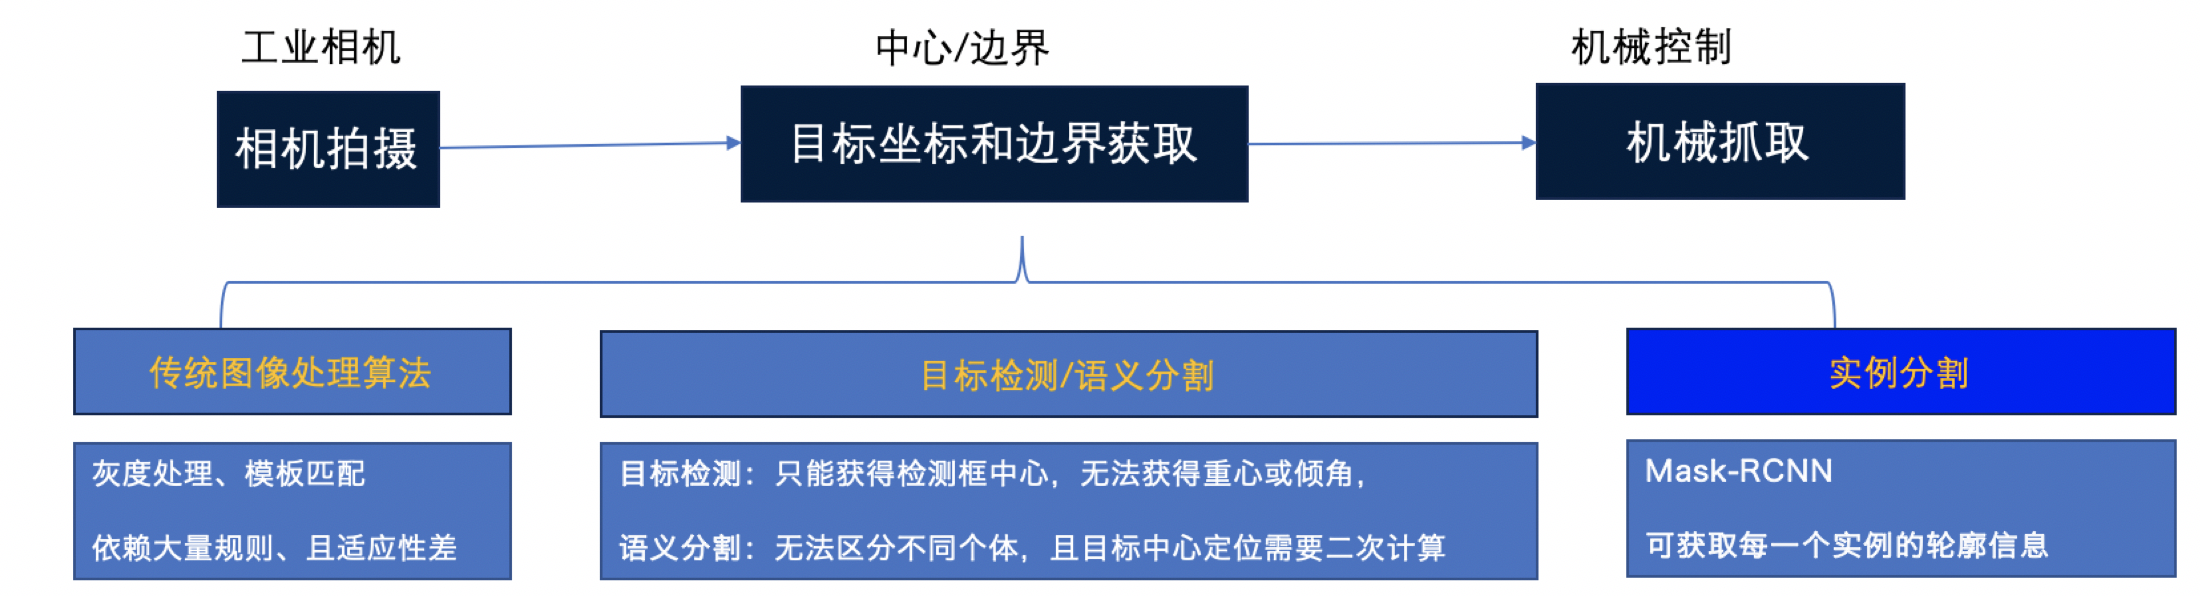 工业相机
中心/边界
机械控制
相机拍摄
目标坐标和边界获取
机械抓取
传统图像处理算法
目标检测/语义分割
实例分割
灰度处理、模板匹配
依赖大量规则、且适应性差
目标检测：只能获得检测框中心，无法获得重心或倾角，
语义分割：无法区分不同个体，且目标中心定位需要二次计算
Mask-RCNN
可获取每一个实例的轮廓信息